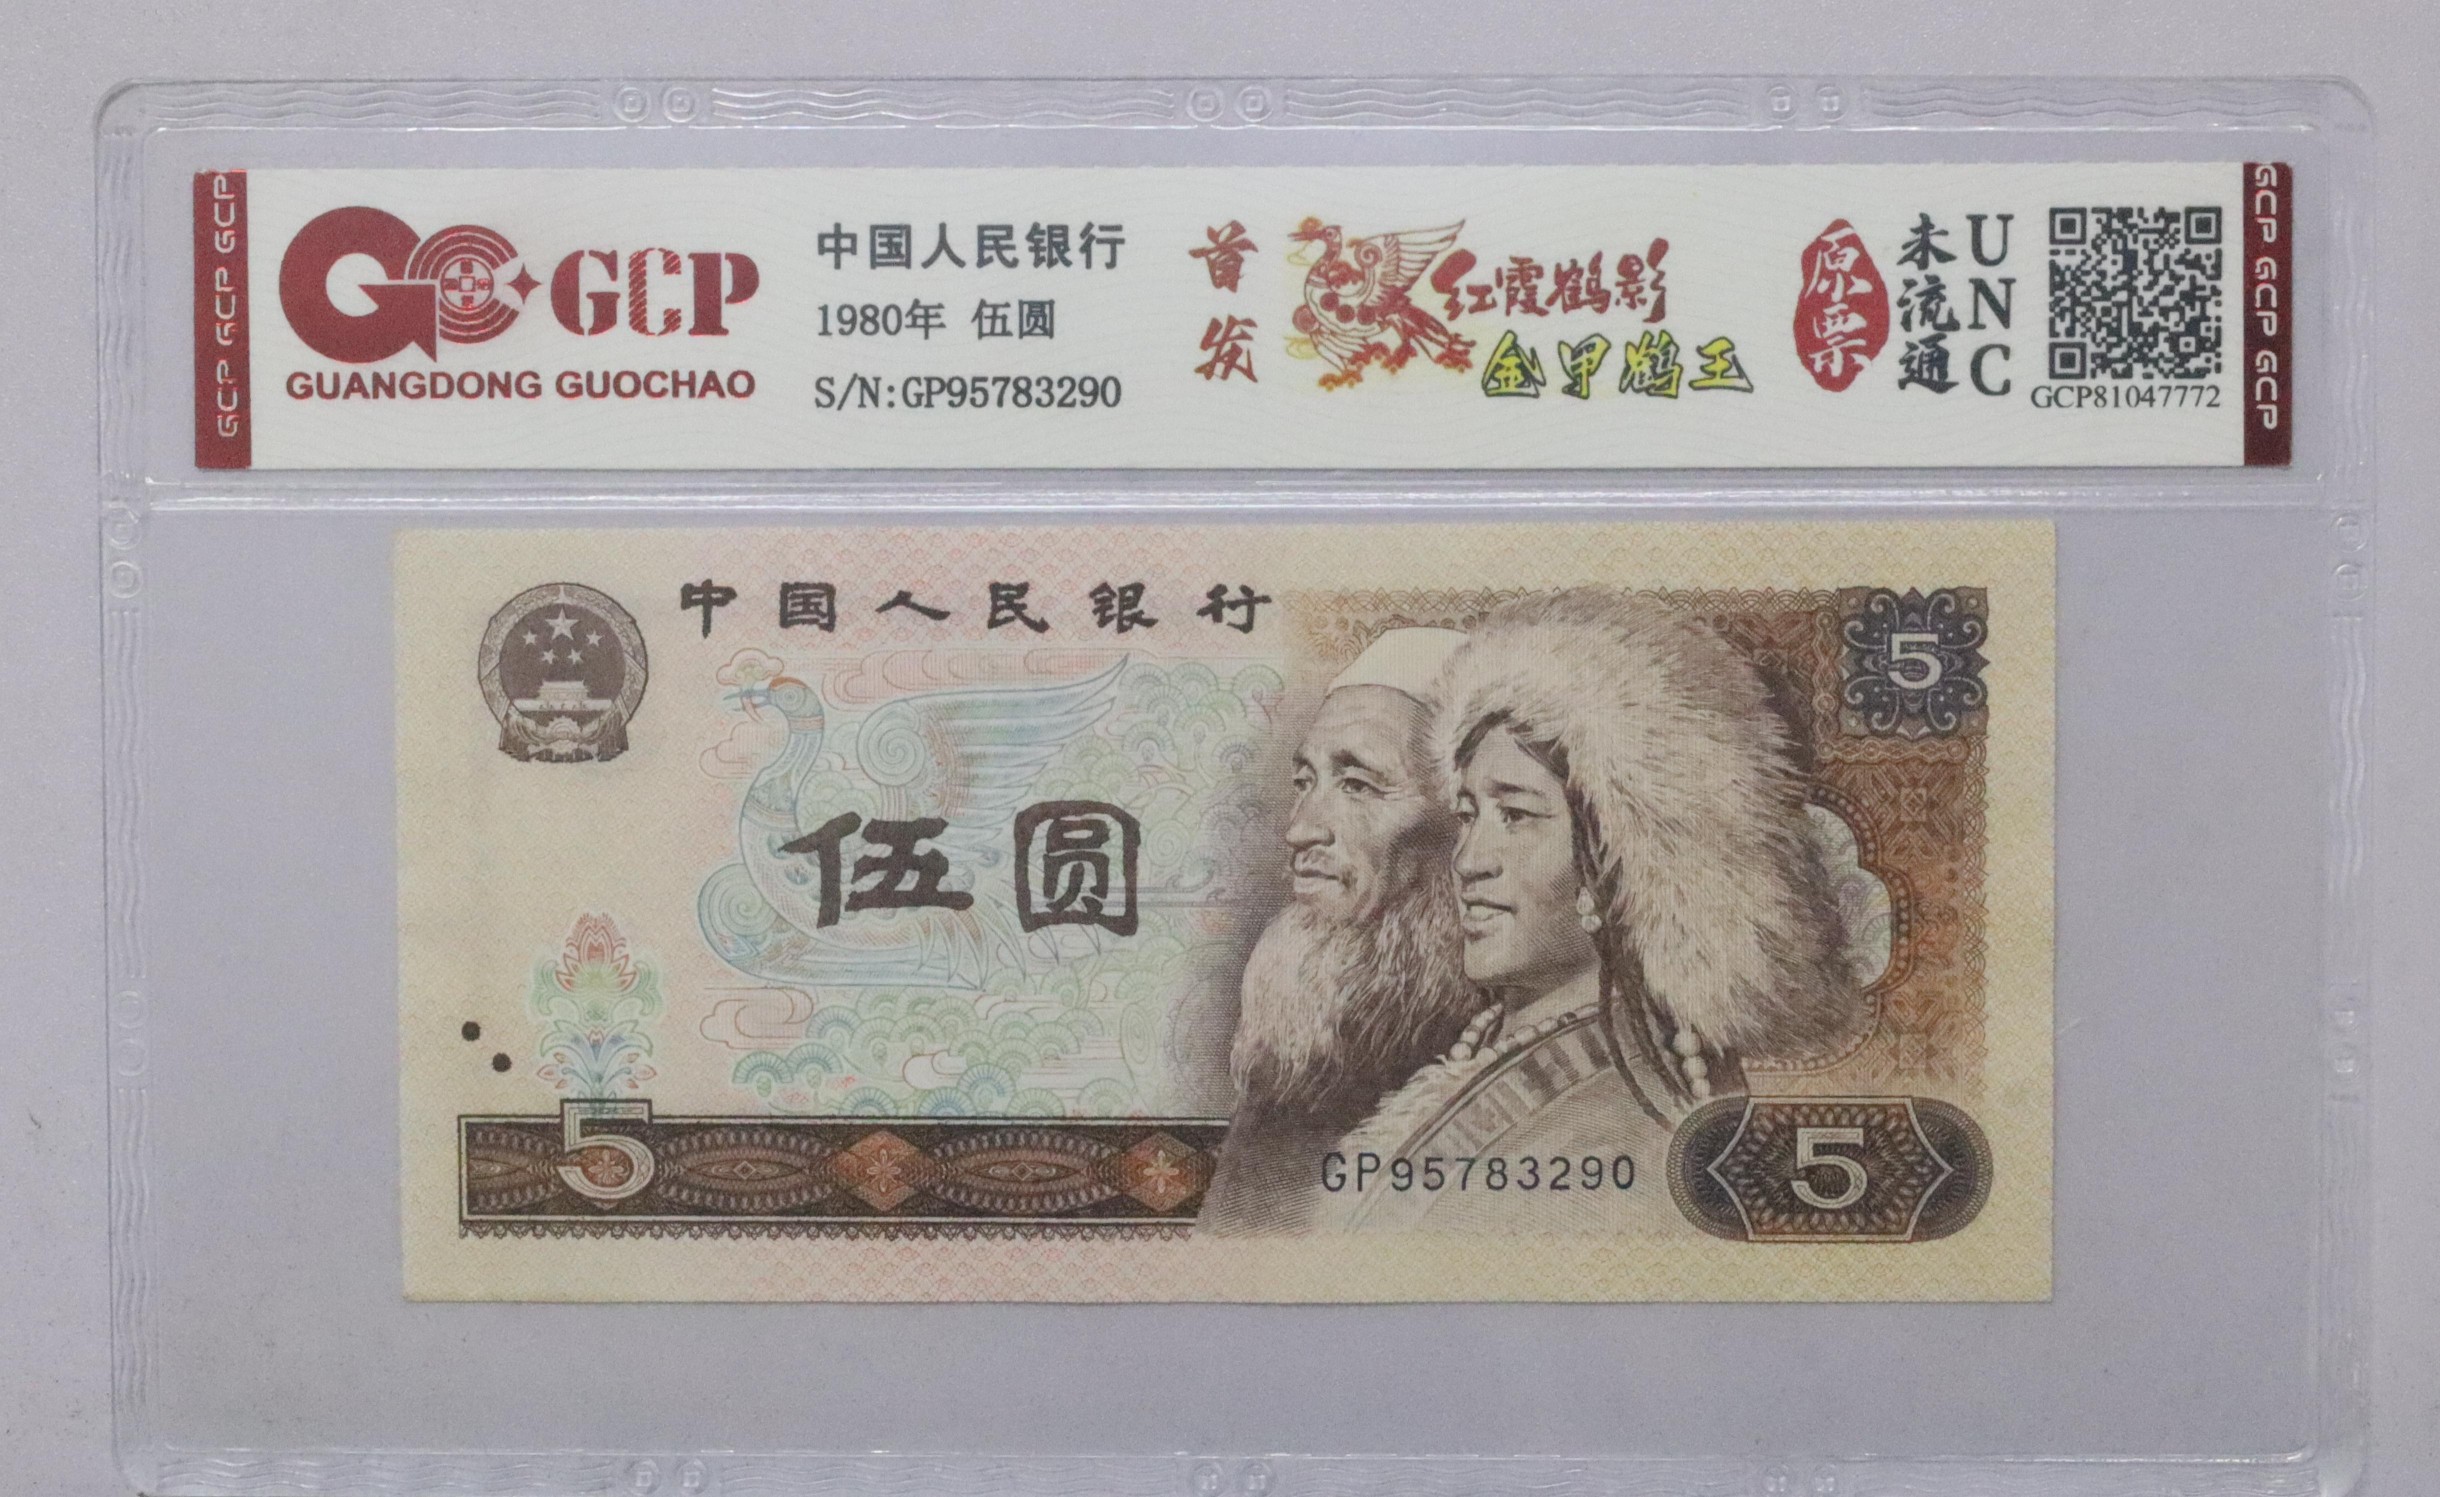 GCP GCP GCP
GCP
GUANGDONG GUOCHAO
中国人民银行
1980年 伍圆
S/N:GP95783290
首发
红霞鹤影
金甲鹤王
原票
未流通
UNC
GCP81047772
GCP GCP GCP
中国人民银行
5
伍圆
5
GP95783290
5